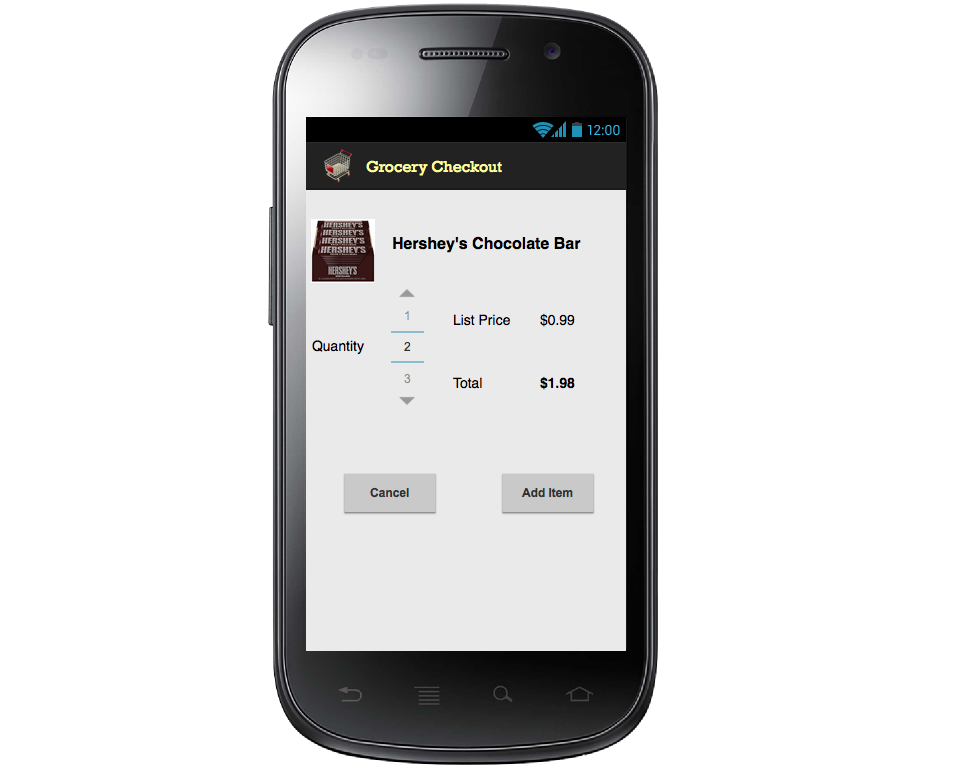 12:00
Grocery Checkout
HERSHEY'S
HERSHEY'S
HERSHEY'S
HERSHEY'S
HERSHEY'S
Hershey's Chocolate Bar
1
List Price $0.99
Quantity 2
3
Total $1.98
Cancel Add Item